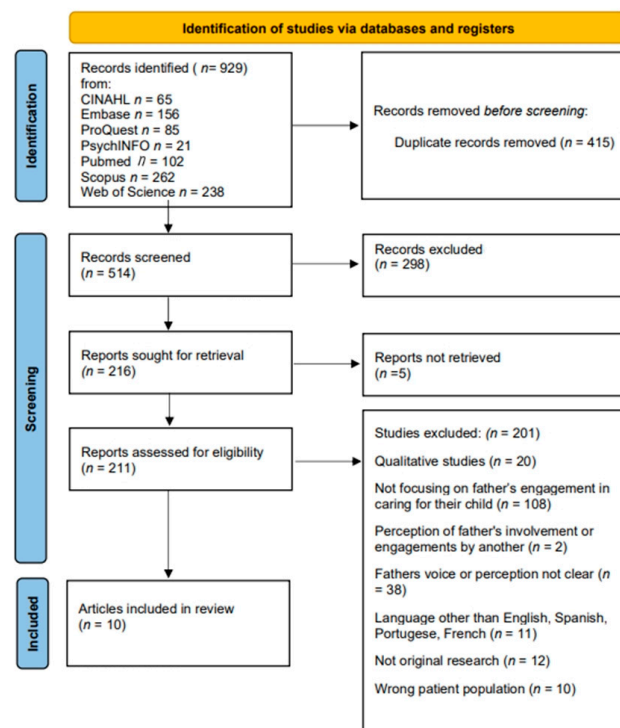 Identification of studies via databases and registers
Identification
Records identified ( n= 929)
from:
CINAHL n = 65
Embase n = 156
ProQuest n = 85
PsychINFO n = 21
Pubmed n = 102
Scopus n = 262
Web of Science n = 238
Records removed before screening:
Duplicate records removed (n = 415)
Screening
Records screened
(n = 514)
Records excluded
(n = 298)
Reports sought for retrieval
(n = 216)
Reports not retrieved
(n =5)
Reports assessed for eligibility
(n = 211)
Studies excluded: (n = 201)
Qualitative studies (n = 20)
Not focusing on father's engagement in
caring for their child (n = 108)
Perception of father's involvement or
engagements by another (n = 2)
Fathers voice or perception not clear (n
= 38)
Language other than English, Spanish,
Portugese, French (n = 11)
Not original research (n = 12)
Wrong patient population (n = 10)
Included
Articles included in review
(n = 10)